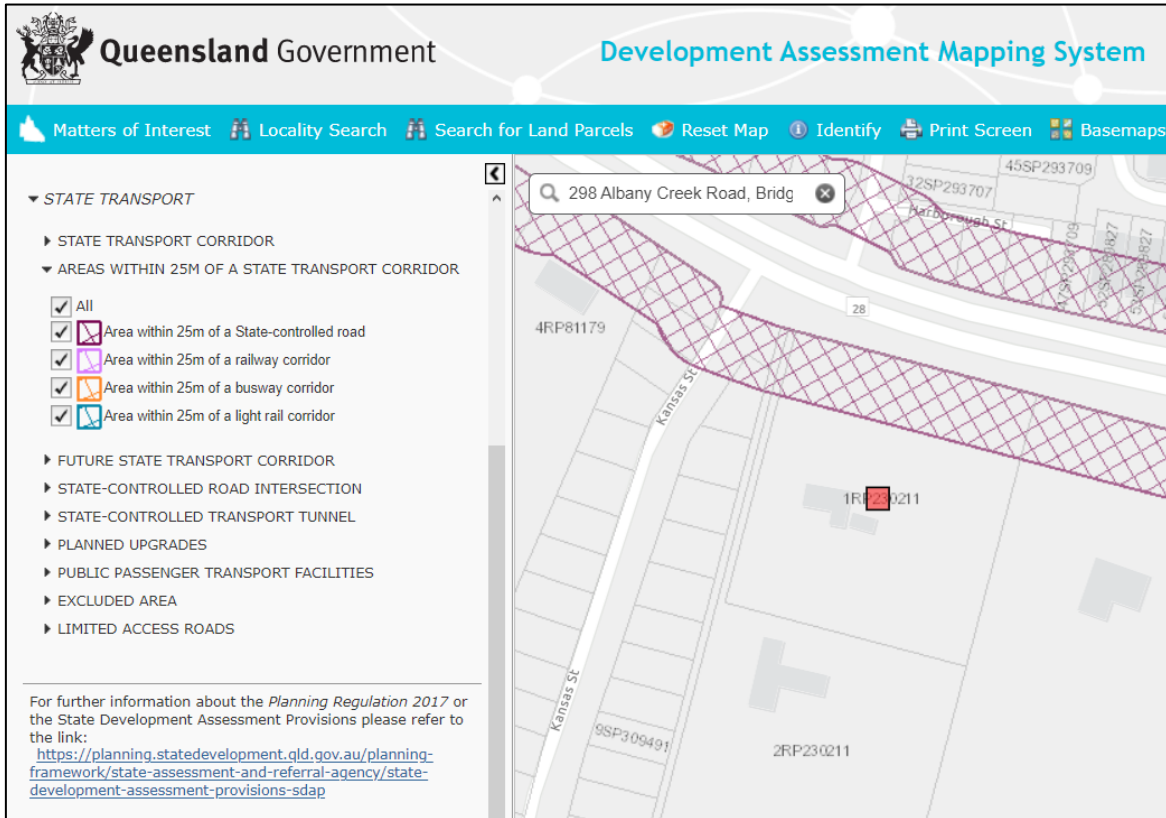 Queensland Government
Development Assessment Mapping System
Matters of Interest
Locality Search
Search for Land Parcels
Reset Map
Identify
Print Screen
Basemaps
STATE TRANSPORT
STATE TRANSPORT CORRIDOR
AREAS WITHIN 25M OF A STATE TRANSPORT CORRIDOR
All
Area within 25m of a State-controlled road
Area within 25m of a railway corridor
Area within 25m of a busway corridor
Area within 25m of a light rail corridor
FUTURE STATE TRANSPORT CORRIDOR
STATE-CONTROLLED ROAD INTERSECTION
STATE-CONTROLLED TRANSPORT TUNNEL
PLANNED UPGRADES
PUBLIC PASSENGER TRANSPORT FACILITIES
EXCLUDED AREA
LIMITED ACCESS ROADS
For further information about the Planning Regulation 2017 or
the State Development Assessment Provisions please refer to
the link:
https://planning.statedevelopment.qld.gov.au/planning-
framework/state-assessment-and-referral-agency/state-
development-assessment-provisions-sdap
298 Albany Creek Road, Bridg
45SP293709
32SP293707
Harborough St
47SP293709
28
4RP81179
Kansas St
1RP230211
Kansas St
9SP309491
2RP230211